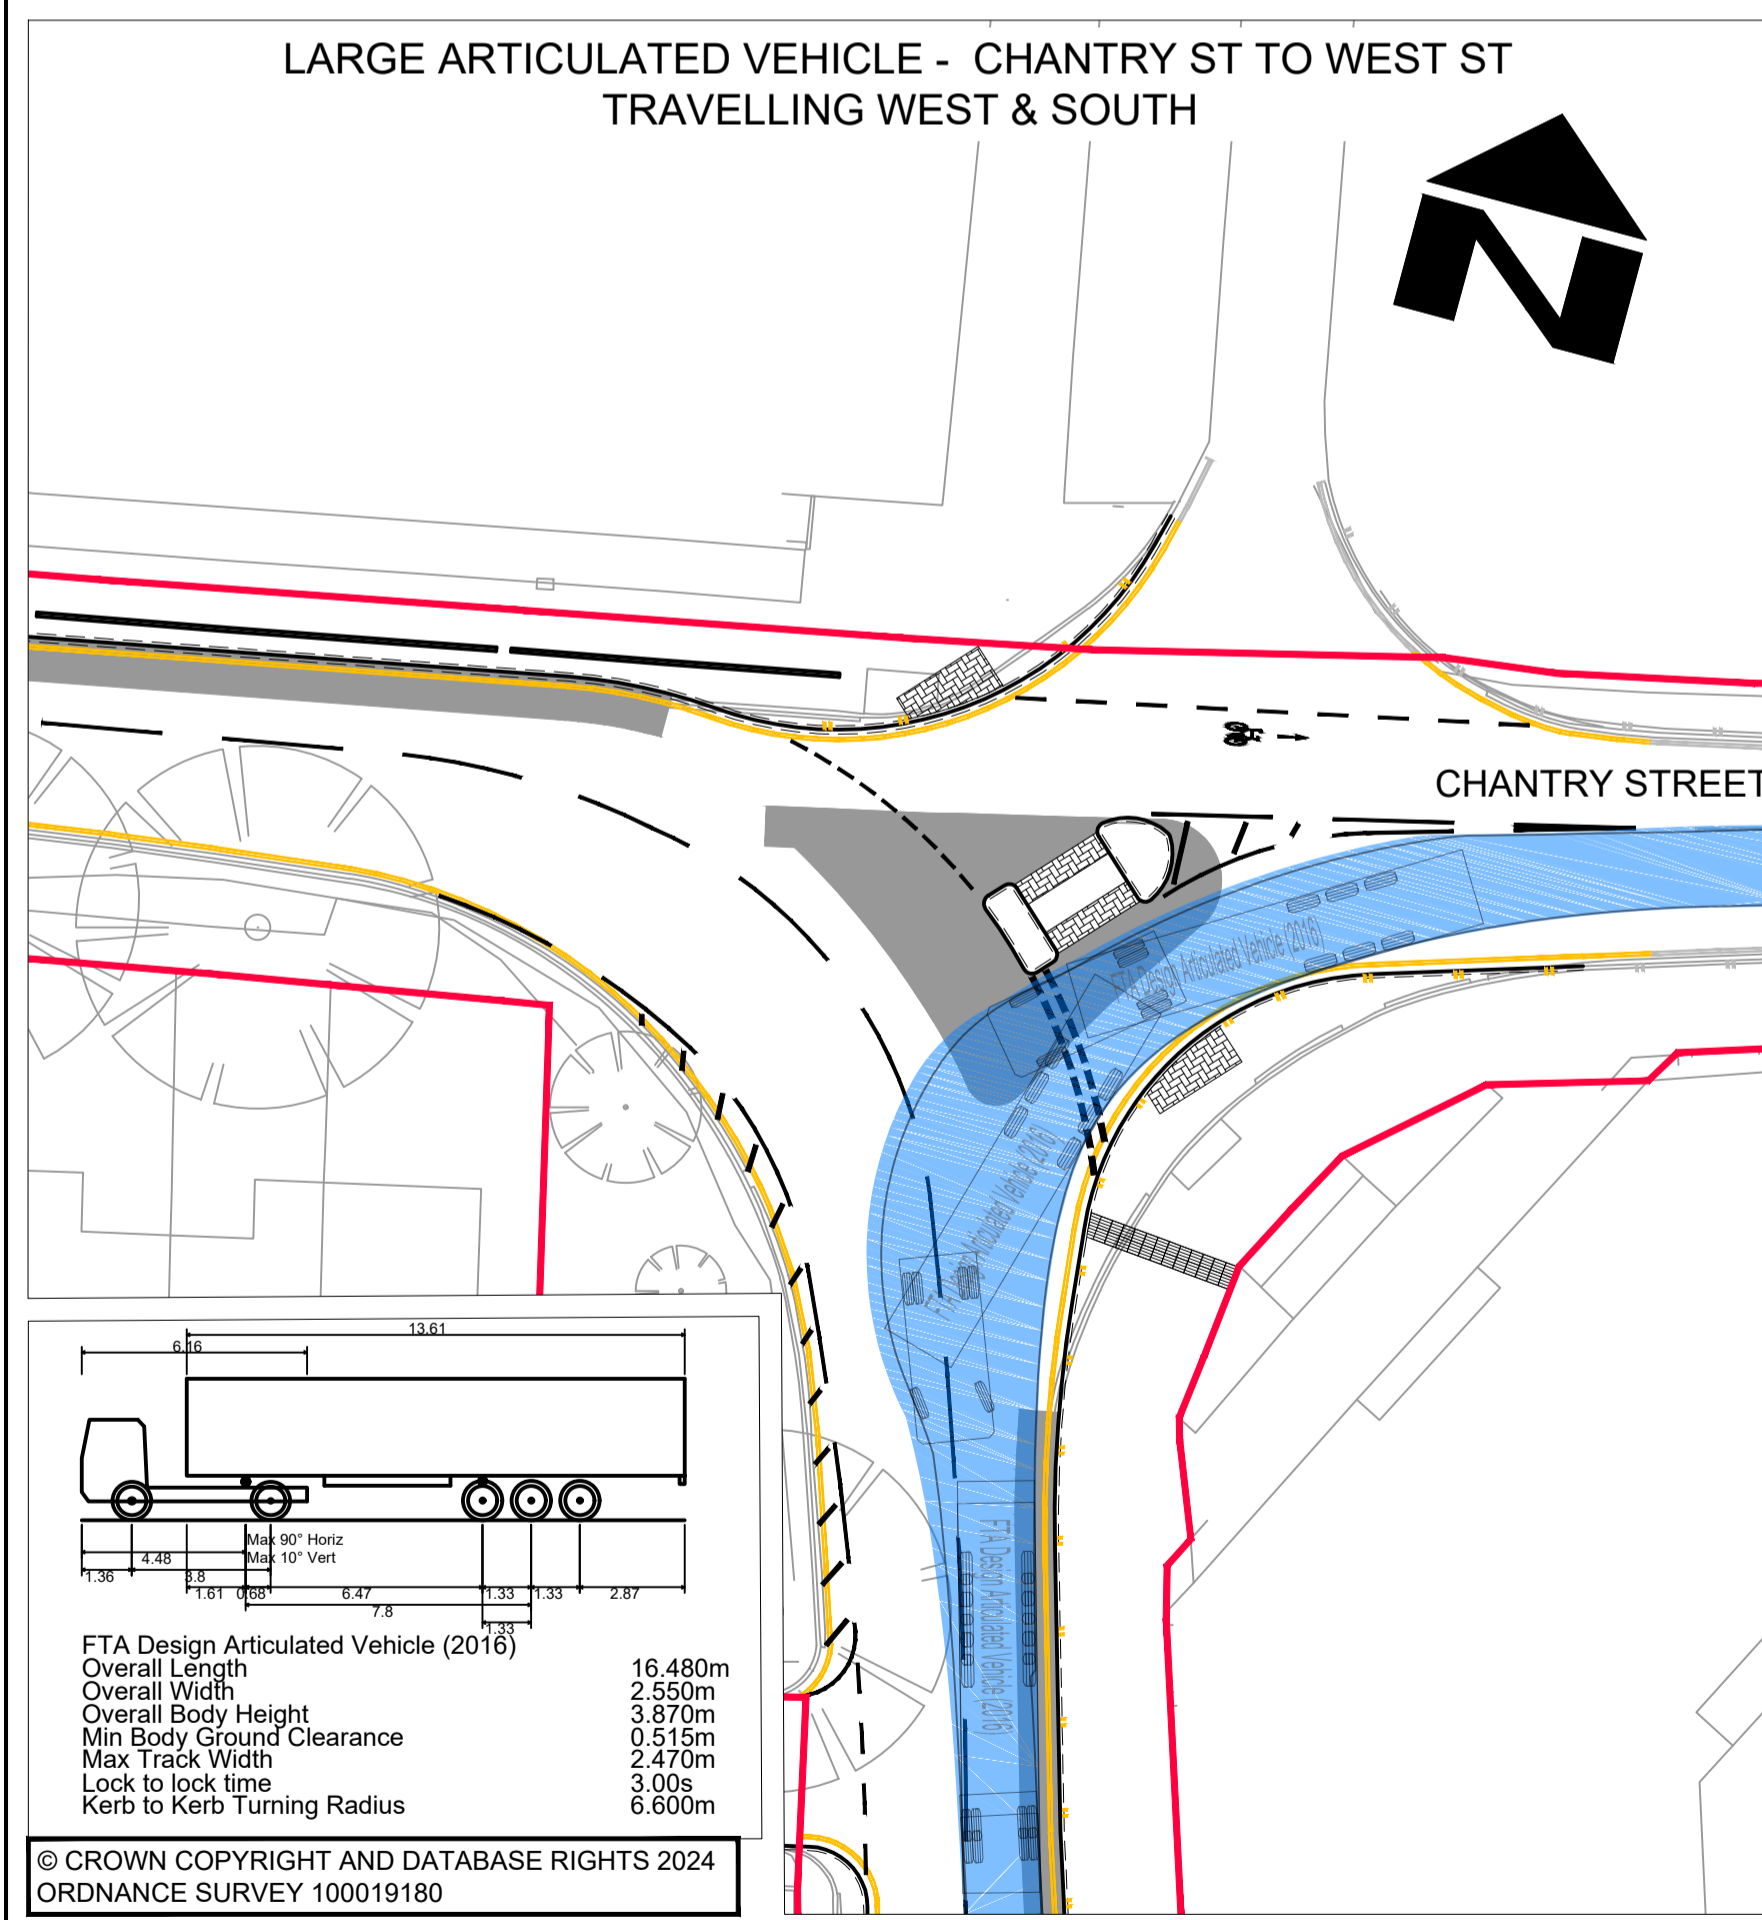 LARGE ARTICULATED VEHICLE - CHANTRY ST TO WEST ST
TRAVELLING WEST & SOUTH
N
CHANTRY STREET
FTA Design Articulated Vehicle (2016)
FTA Design Articulated Vehicle (2016)
FTA Design Articulated Vehicle (2016)
13.61
6.16
Max 90° Horiz
Max 10° Vert
4.48
1.36
3.8
1.61
0.68
6.47
1.33
1.33
2.87
7.8
1.33
FTA Design Articulated Vehicle (2016)
Overall Length 16.480m
Overall Width 2.550m
Overall Body Height 3.870m
Min Body Ground Clearance 0.515m
Max Track Width 2.470m
Lock to lock time 3.00s
Kerb to Kerb Turning Radius 6.600m
© CROWN COPYRIGHT AND DATABASE RIGHTS 2024
ORDNANCE SURVEY 100019180